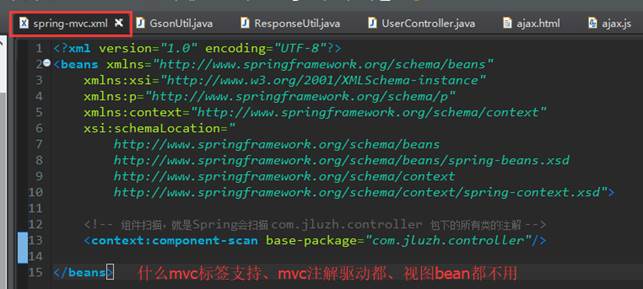 spring-mvc.xml GsonUtil.java ResponseUtil.java UserController.java ajax.html ajax.js
1 <?xml version="1.0" encoding="UTF-8"?>
2 <beans xmlns="http://www.springframework.org/schema/beans"
3 xmlns:xsi="http://www.w3.org/2001/XMLSchema-instance"
4 xmlns:p="http://www.springframework.org/schema/p"
5 xmlns:context="http://www.springframework.org/schema/context"
6 xsi:schemaLocation="
7 http://www.springframework.org/schema/beans
8 http://www.springframework.org/schema/beans/spring-beans.xsd
9 http://www.springframework.org/schema/context
10 http://www.springframework.org/schema/context/spring-context.xsd">
11
12 <!-- 组件扫描，就是Spring会扫描 com.jluzh.controller 包下的所有类的注解 -->
13 <context:component-scan base-package="com.jluzh.controller"/>
14
15 </beans> 什么mvc标签支持、mvc注解驱动都、视图bean都不用